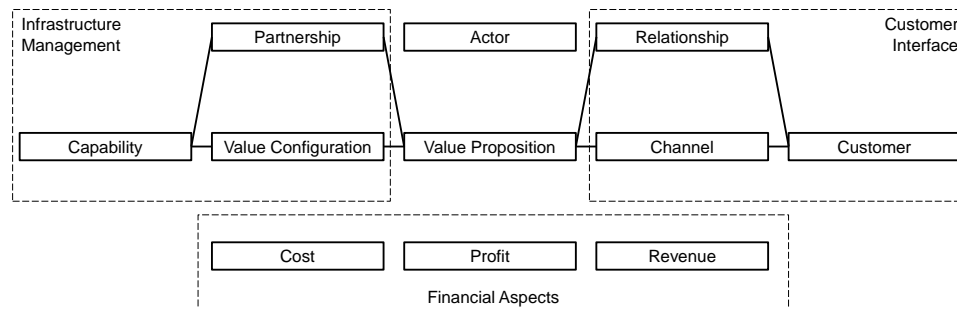 Infrastructure
Management
Partnership
Actor
Relationship
Customer
Interface
Capability
Value Configuration
Value Proposition
Channel
Customer
Cost
Profit
Revenue
Financial Aspects